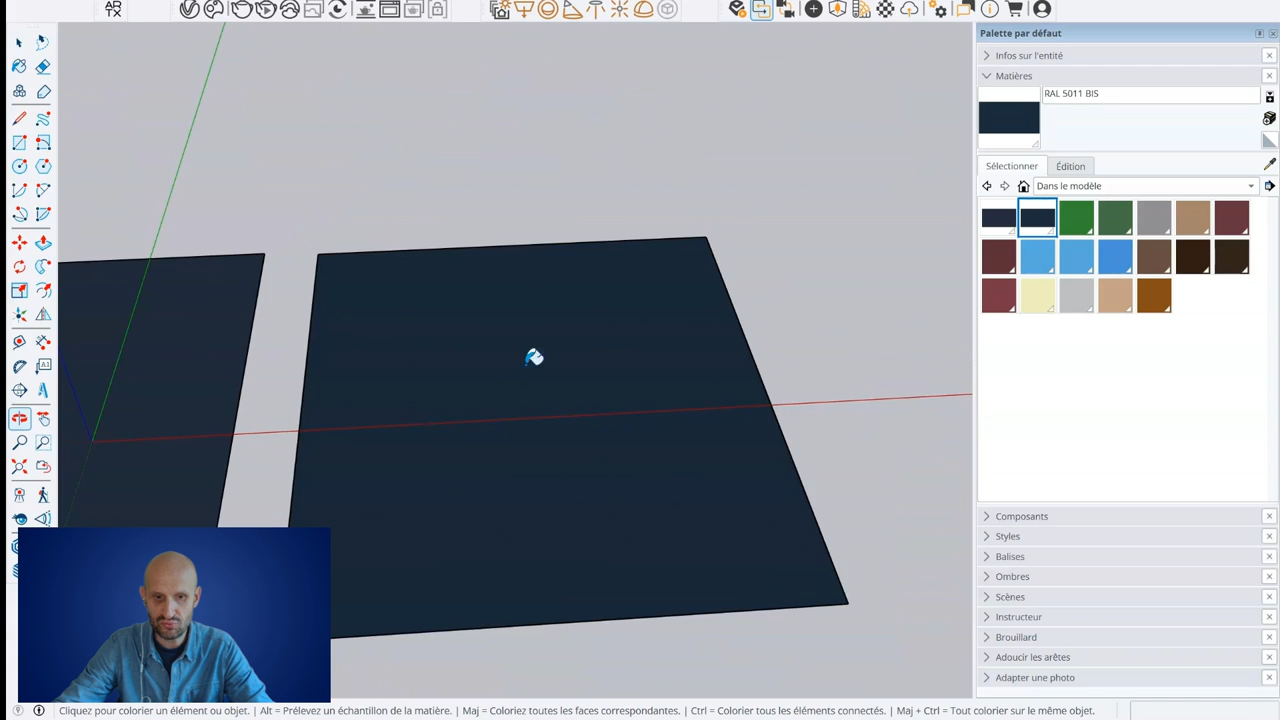 Palette par défaut
Infos sur l'entité
Matières
RAL 5011 BIS
Sélectionner
Édition
Dans le modèle
Composants
Styles
Balises
Ombres
Scènes
Instructeur
Brouillard
Adoucir les arêtes
Adapter une photo
Cliquez pour colorier un élément ou objet. | Alt = Prélevez un échantillon de la matière. | Maj = Coloriez toutes les faces correspondantes. | Ctrl = Colorier tous les éléments connectés. | Maj + Ctrl = Tout colorier sur le même objet.